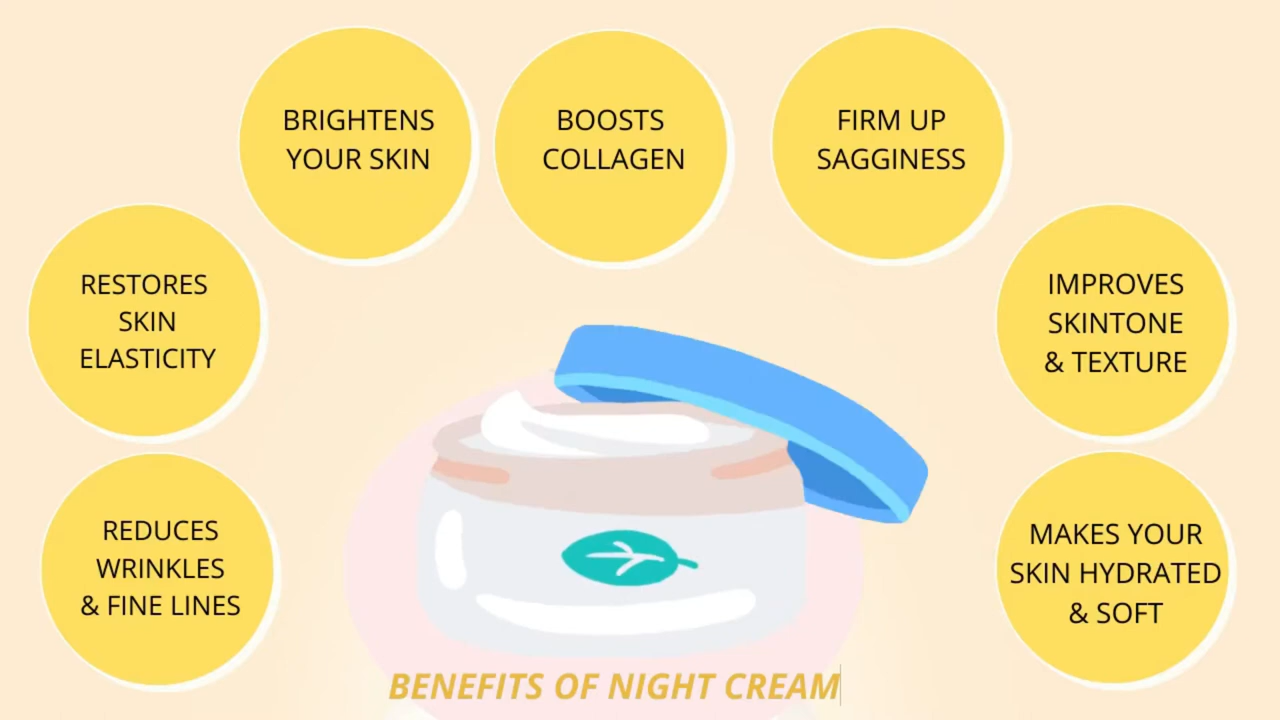 BRIGHTENS
YOUR SKIN
BOOSTS
COLLAGEN
FIRM UP
SAGGINESS
RESTORES
SKIN
ELASTICITY
IMPROVES
SKINTONE
& TEXTURE
REDUCES
WRINKLES
& FINE LINES
MAKES YOUR
SKIN HYDRATED
& SOFT
BENEFITS OF NIGHT CREAM